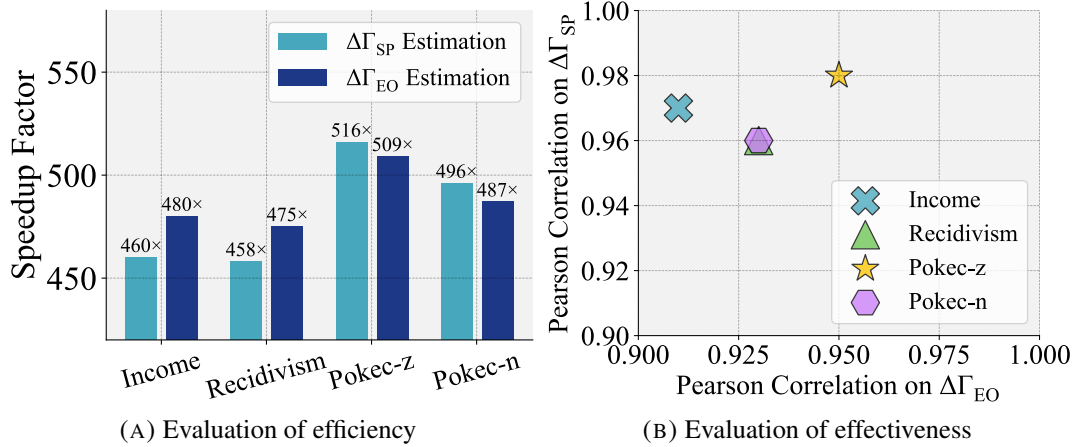 Speedup Factor
550
500
450
ΔΓSP Estimation
ΔΓEO Estimation
460×
480×
458×
475×
516×
509×
496×
487×
Income
Recidivism
Pokec-z
Pokec-n
(A) Evaluation of efficiency
Pearson Correlation on ΔΓSP
1.00
0.98
0.96
0.94
0.92
0.90
Income
Recidivism
Pokec-z
Pokec-n
0.900
0.925
0.950
0.975
1.000
Pearson Correlation on ΔΓEO
(B) Evaluation of effectiveness